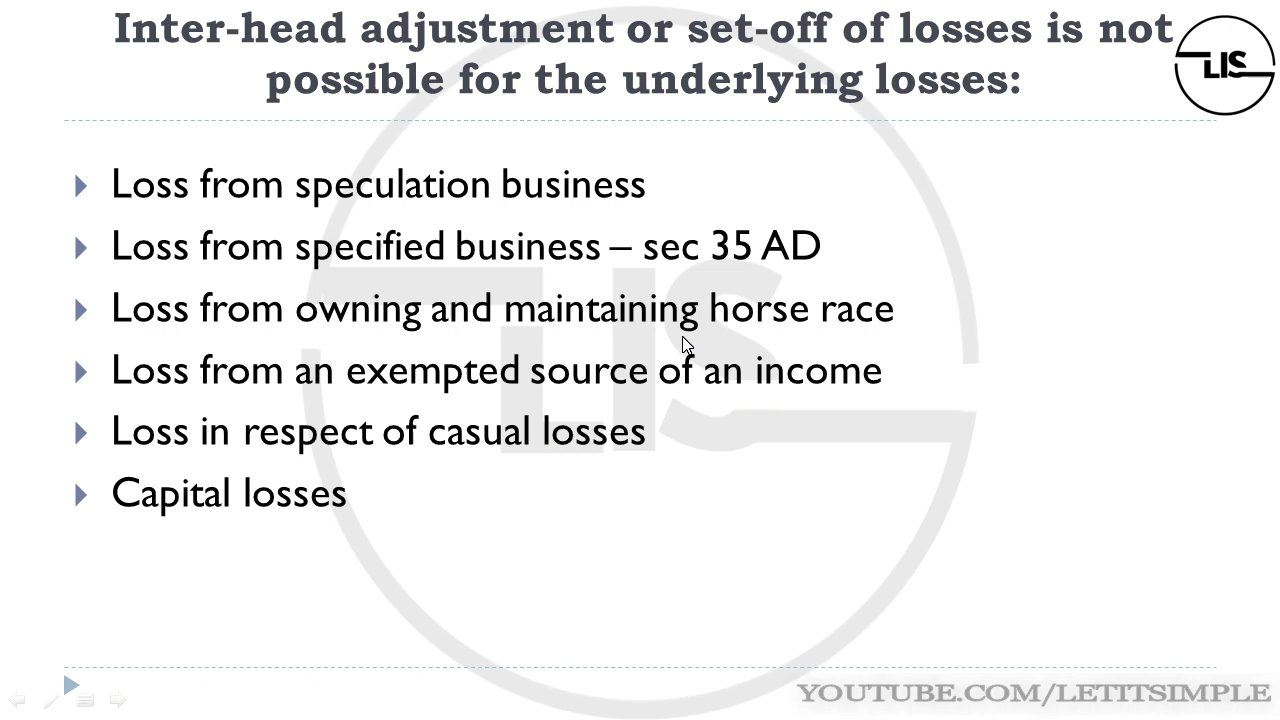 Inter-head adjustment or set-off of losses is not
possible for the underlying losses:
LIS
Loss from speculation business
Loss from specified business – sec 35 AD
Loss from owning and maintaining horse race
Loss from an exempted source of an income
Loss in respect of casual losses
Capital losses
LIS
YOUTUBE.COM/LETITSIMPLE